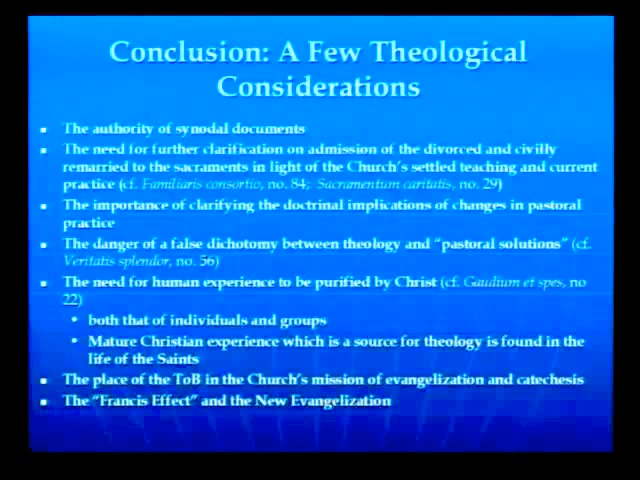 Conclusion: A Few Theological
Considerations
The authority of synodal documents
The need for further clarification on admission of the divorced and civilly
remarried to the sacraments in light of the Church's settled teaching and current
practice (cf. Familiaris consortio, no. 84; Sacramentum caritatis, no. 29)
The importance of clarifying the doctrinal implications of changes in pastoral
practice
The danger of a false dichotomy between theology and "pastoral solutions" (cf.
Veritatis splendor, no. 56)
The need for human experience to be purified by Christ (cf. Gaudium et spes, no
22)
both that of individuals and groups
Mature Christian experience which is a source for theology is found in the
life of the Saints
The place of the ToB in the Church's mission of evangelization and catechesis
The "Francis Effect" and the New Evangelization